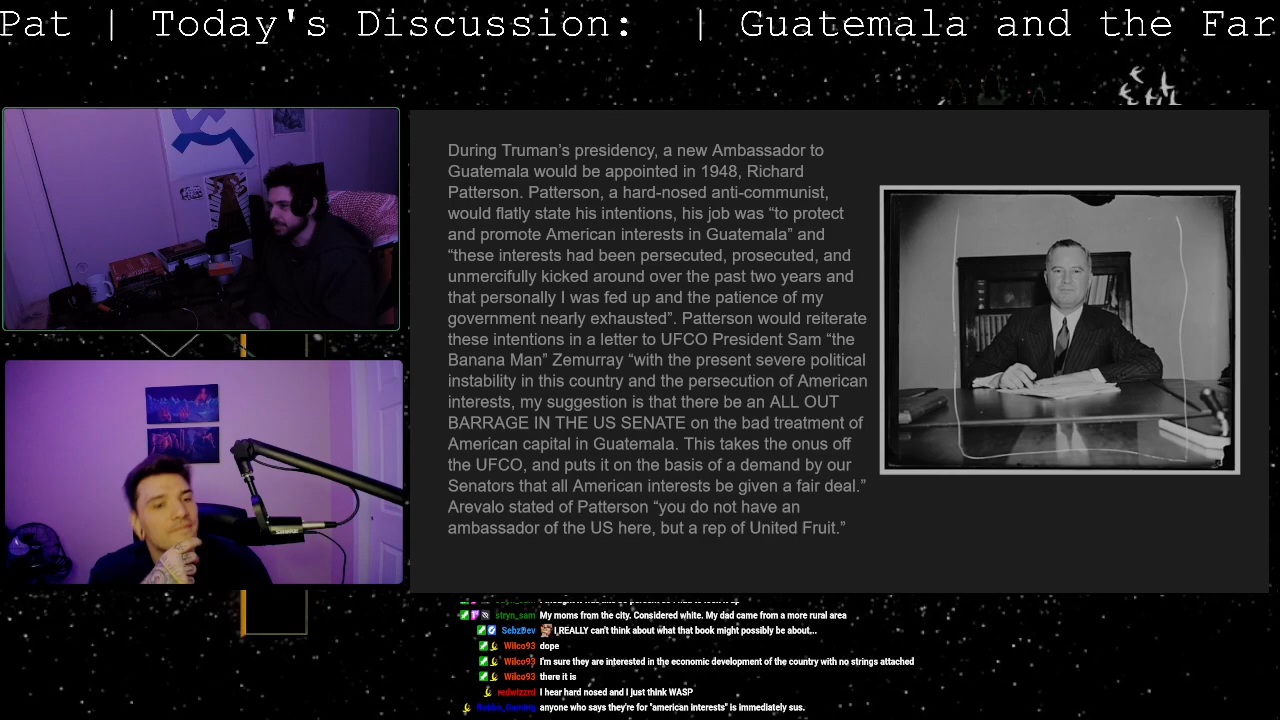 Pat | Today's Discussion: | Guatemala and the Far
During Truman’s presidency, a new Ambassador to
Guatemala would be appointed in 1948, Richard
Patterson. Patterson, a hard-nosed anti-communist,
would flatly state his intentions, his job was “to protect
and promote American interests in Guatemala” and
“these interests had been persecuted, prosecuted, and
unmercifully kicked around over the past two years and
that personally I was fed up and the patience of my
government nearly exhausted”. Patterson would reiterate
these intentions in a letter to UFCO President Sam “the
Banana Man” Zemurray “with the present severe political
instability in this country and the persecution of American
interests, my suggestion is that there be an ALL OUT
BARRAGE IN THE US SENATE on the bad treatment of
American capital in Guatemala. This takes the onus off
the UFCO, and puts it on the basis of a demand by our
Senators that all American interests be given a fair deal.”
Arevalo stated of Patterson “you do not have an
ambassador of the US here, but a rep of United Fruit.”
stryn_sam My moms from the city. Considered white. My dad came from a more rural area
SebzDev I REALLY can't think about what that book might possibly be about...
Wilco93 dope
Wilco93 I'm sure they are interested in the economic development of the country with no strings attached
Wilco93 there it is
redwizzrd I hear hard nosed and I just think WASP
anyone who says they're for "american interests" is immediately sus.